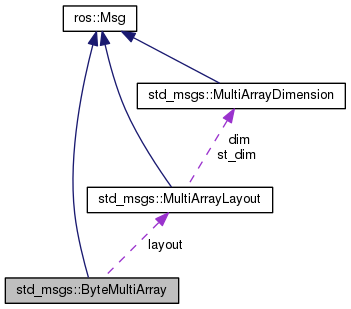 ros::Msg
std_msgs::MultiArrayDimension
dim
st_dim
std_msgs::MultiArrayLayout
layout
std_msgs::ByteMultiArray